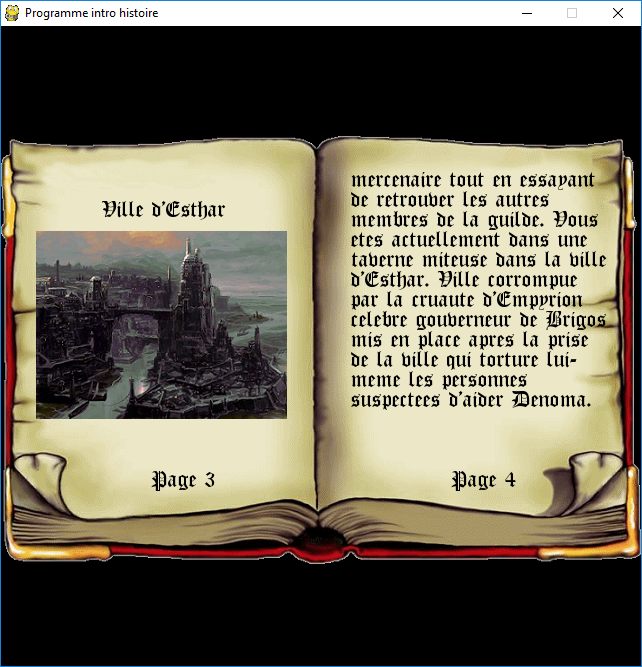 Programme intro histoire
Ville d'Esthar
Page 3
mercenaire tout en essayant
de retrouver les autres
membres de la guilde. Vous
etes actuellement dans une
taverne miteuse dans la ville
d'Esthar. Ville corrompue
par la cruaute d'Empyrion
celebre gouverneur de Brigos
mis en place apres la prise
de la ville qui torture lui-
meme les personnes
suspectees d'aider Denoma.
Page 4